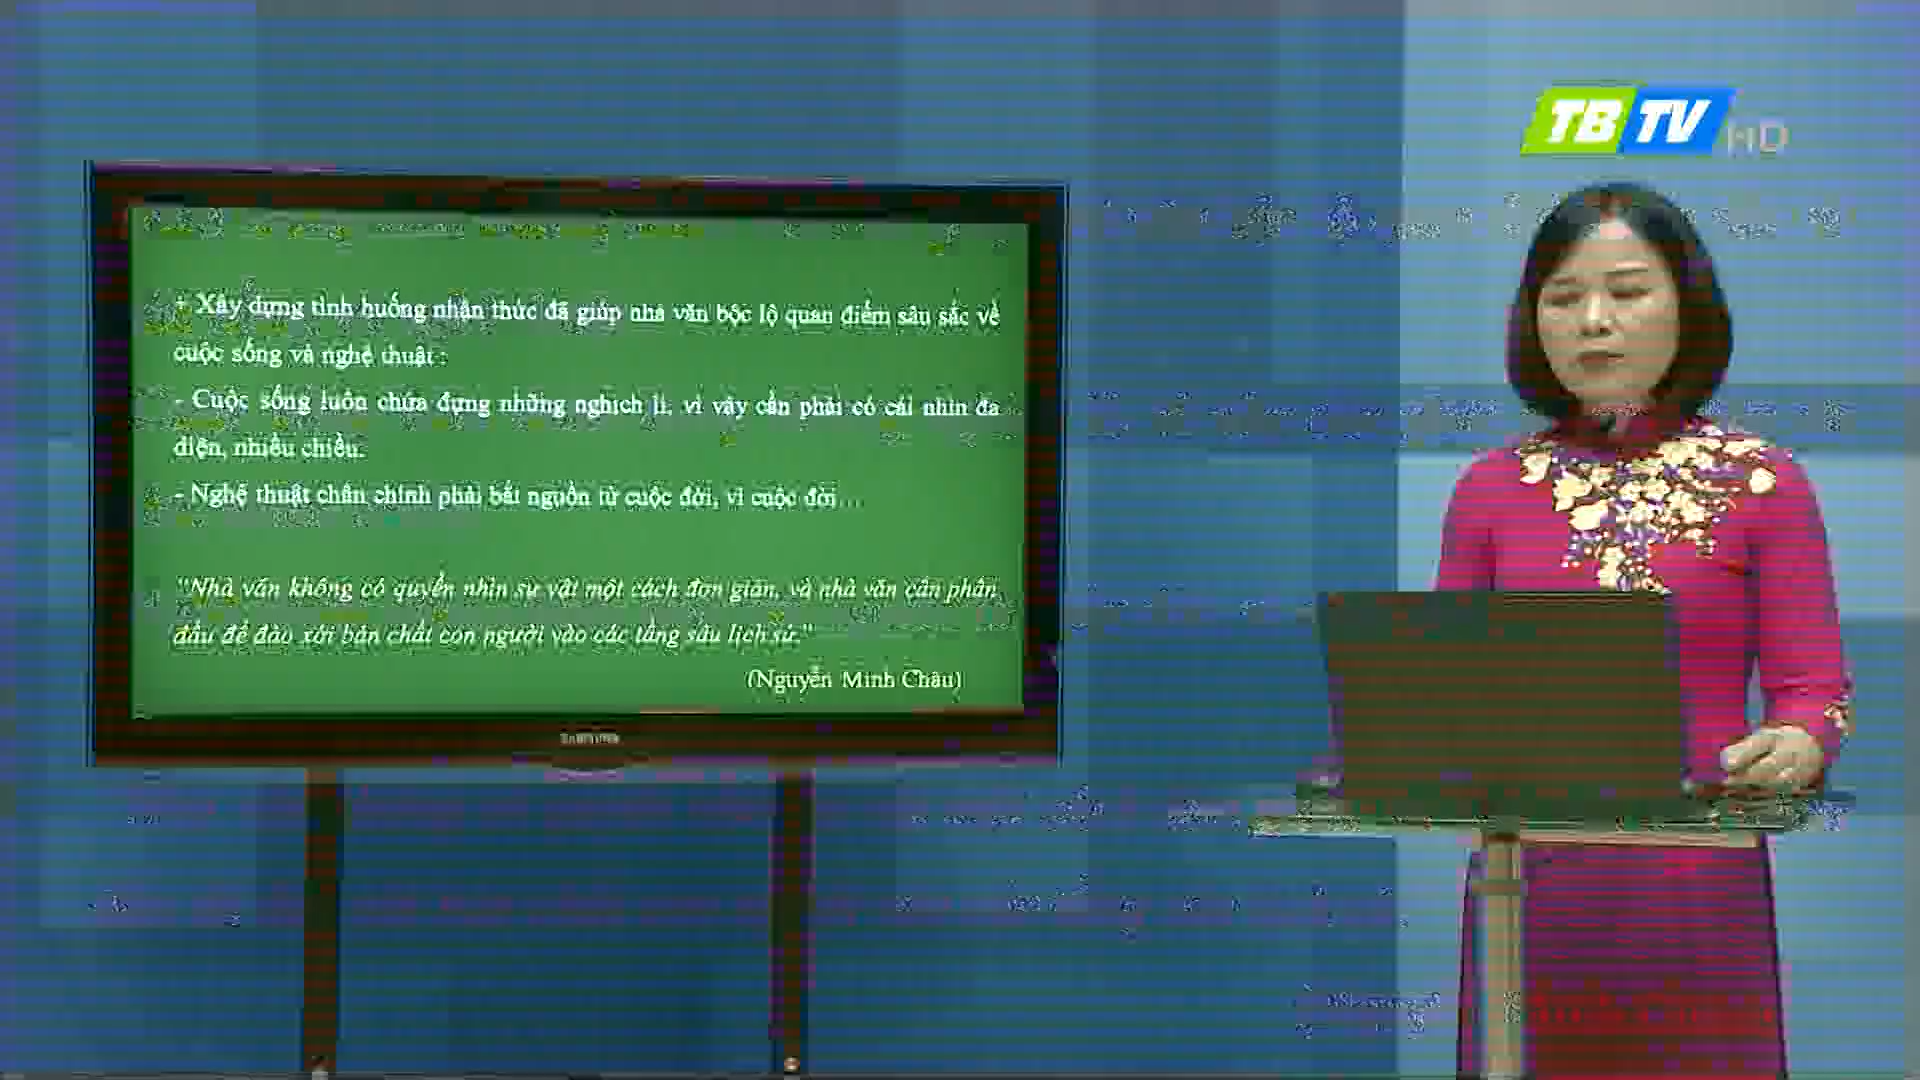 TBTV HD
+ Xây dựng tình huống nhận thức đã giúp nhà văn bộc lộ quan điểm sâu sắc về
cuộc sống và nghệ thuật :
- Cuộc sống luôn chứa đựng những nghịch lí, vì vậy cần phải có cái nhìn đa
diện, nhiều chiều.
- Nghệ thuật chân chính phải bắt nguồn từ cuộc đời, vì cuộc đời…
"Nhà văn không có quyền nhìn sự vật một cách đơn giản, và nhà văn cần phấn
đấu để đào xới bản chất con người vào các tầng sâu lịch sử."
(Nguyễn Minh Châu)
SAMSUNG